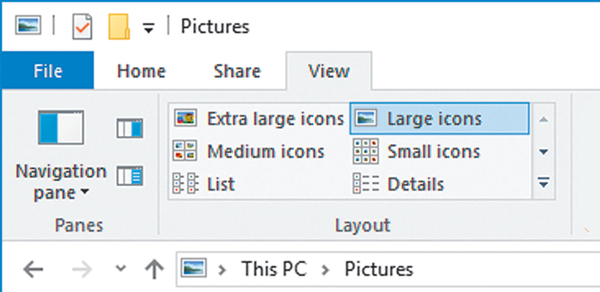 Pictures
File Home Share View
Extra large icons Large icons
Medium icons Small icons
List Details
Navigation
pane
Panes Layout
This PC Pictures